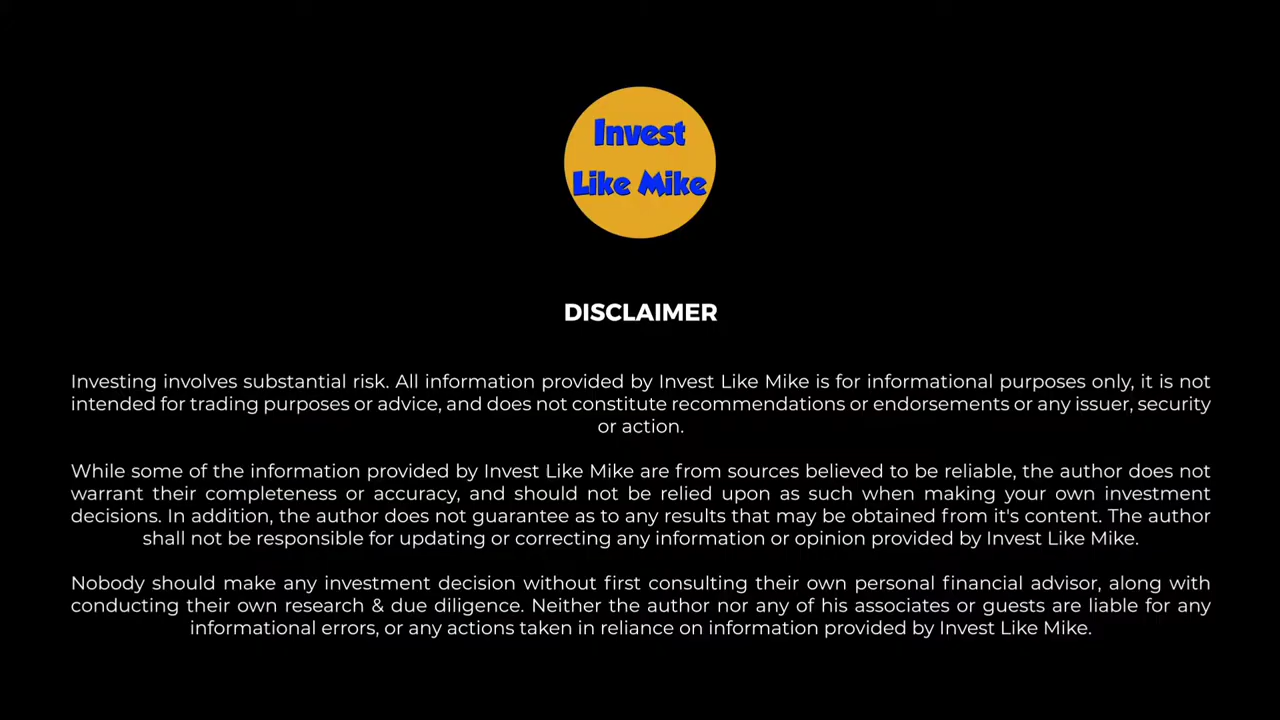 Invest
Like Mike
DISCLAIMER
Investing involves substantial risk. All information provided by Invest Like Mike is for informational purposes only, it is not
intended for trading purposes or advice, and does not constitute recommendations or endorsements or any issuer, security
or action.
While some of the information provided by Invest Like Mike are from sources believed to be reliable, the author does not
warrant their completeness or accuracy, and should not be relied upon as such when making your own investment
decisions. In addition, the author does not guarantee as to any results that may be obtained from it's content. The author
shall not be responsible for updating or correcting any information or opinion provided by Invest Like Mike.
Nobody should make any investment decision without first consulting their own personal financial advisor, along with
conducting their own research & due diligence. Neither the author nor any of his associates or guests are liable for any
informational errors, or any actions taken in reliance on information provided by Invest Like Mike.